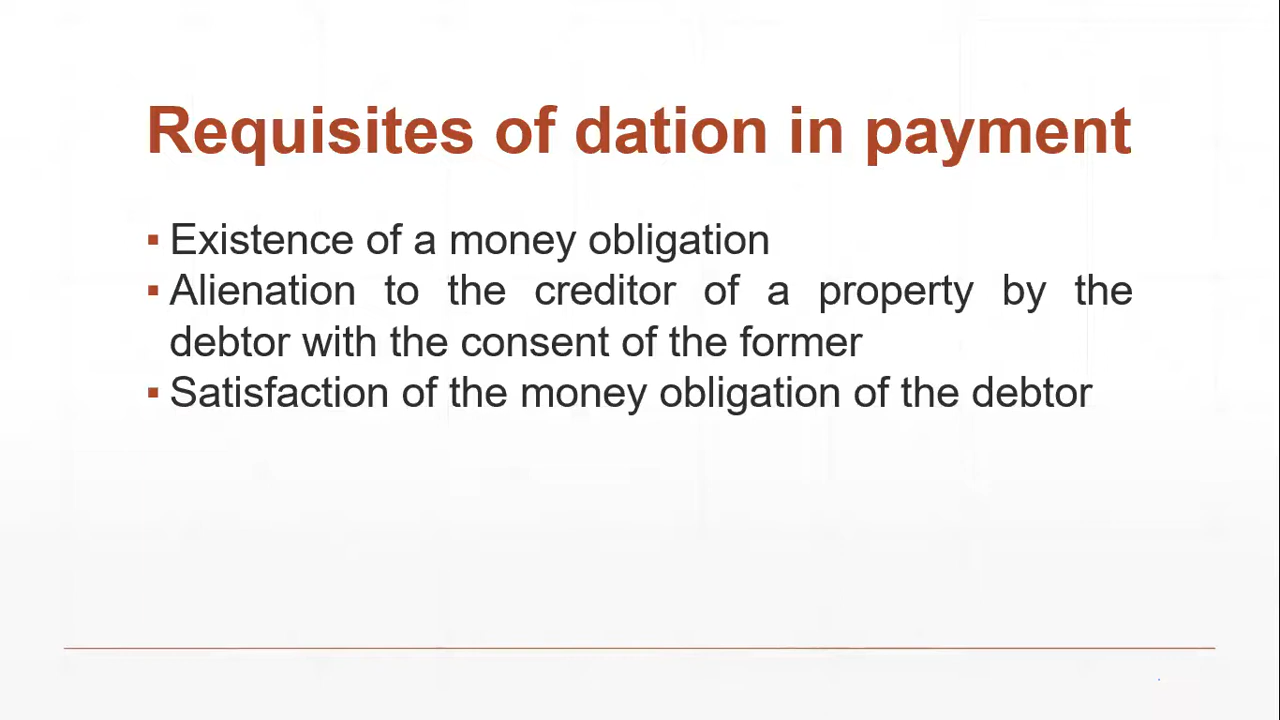 Requisites of dation in payment
▪ Existence of a money obligation
▪ Alienation to the creditor of a property by the
debtor with the consent of the former
▪ Satisfaction of the money obligation of the debtor